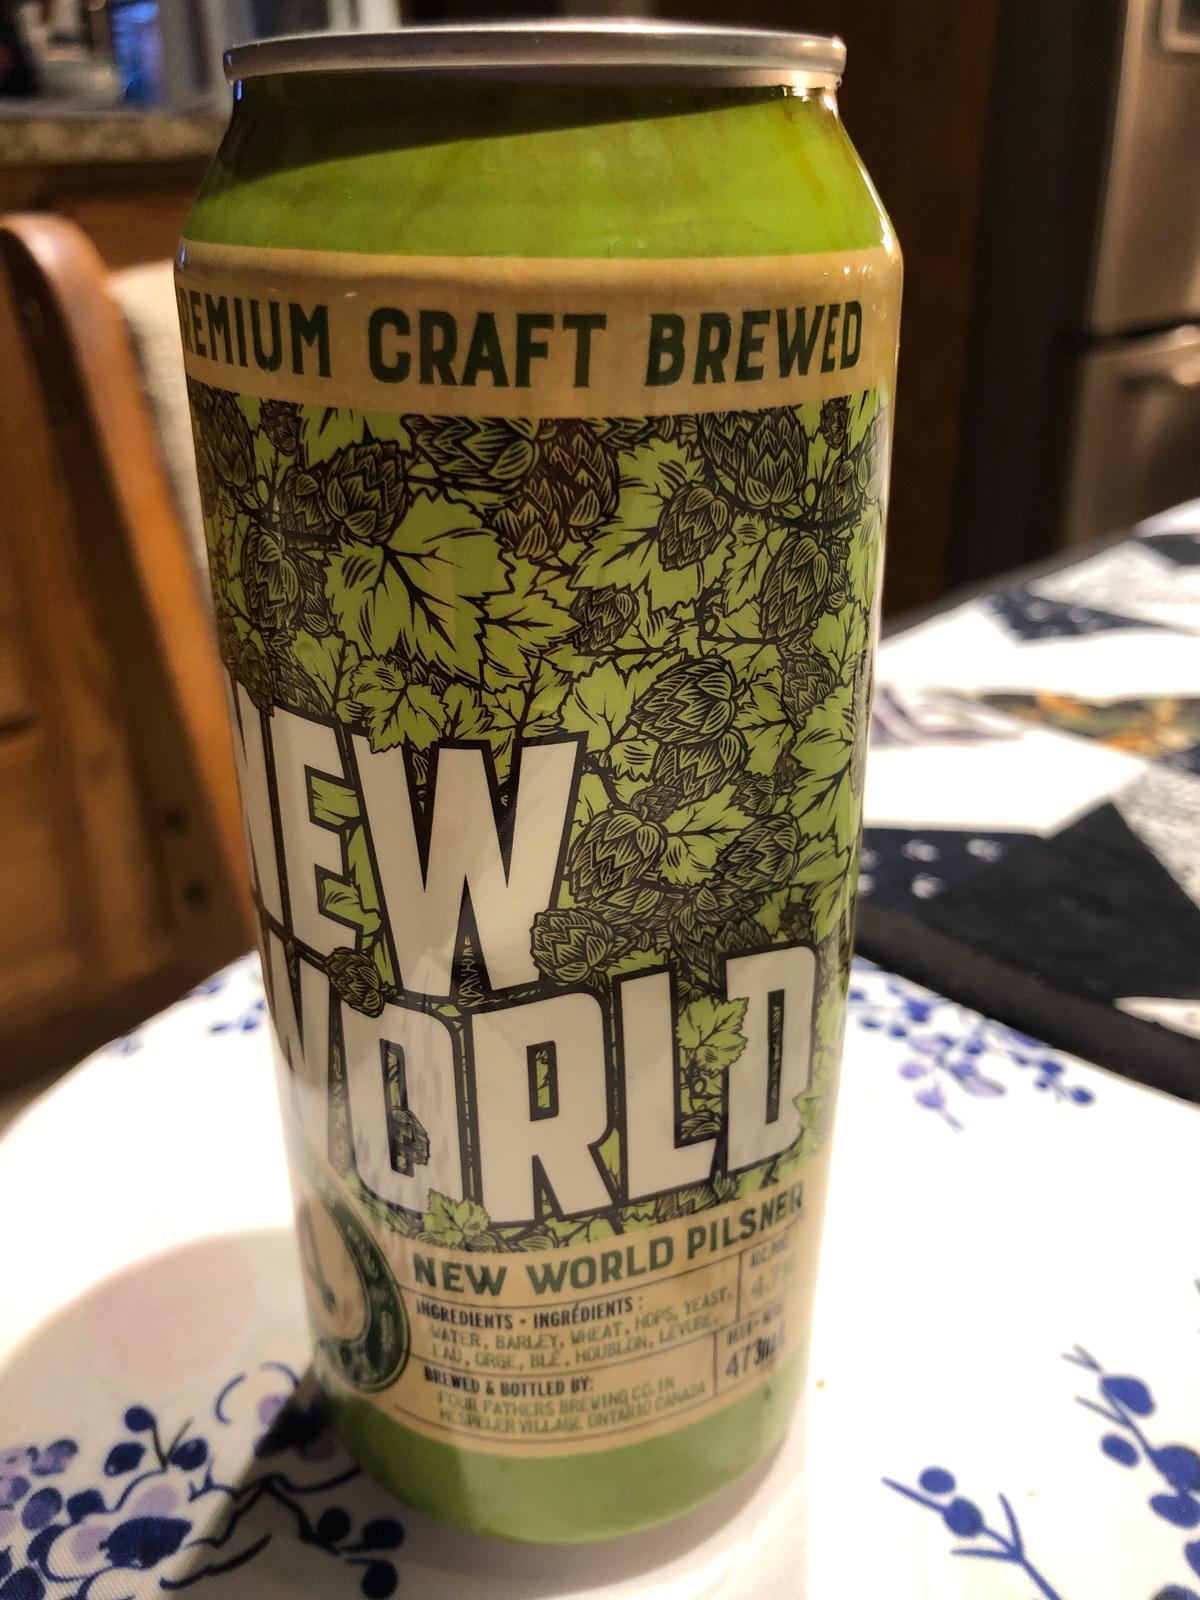 PREMIUM CRAFT BREWED
NEW
WORLD
NEW WORLD PILSNER
INGREDIENTS · INGRÉDIENTS :
WATER, BARLEY, WHEAT, HOPS, YEAST.
EAU, ORGE, BLÉ, HOUBLON, LEVURE.
BREWED & BOTTLED BY:
FOUR FATHERS BREWING CO. IN
HESPELER VILLAGE ONTARIO CANADA
4.7%
473mL